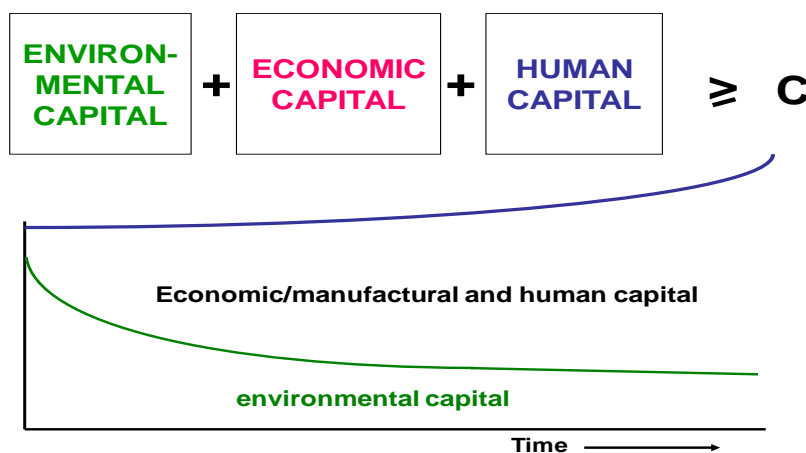 ENVIRON-
MENTAL
CAPITAL
+
ECONOMIC
CAPITAL
+
HUMAN
CAPITAL
≥ C
Economic/manufactural and human capital
environmental capital
Time